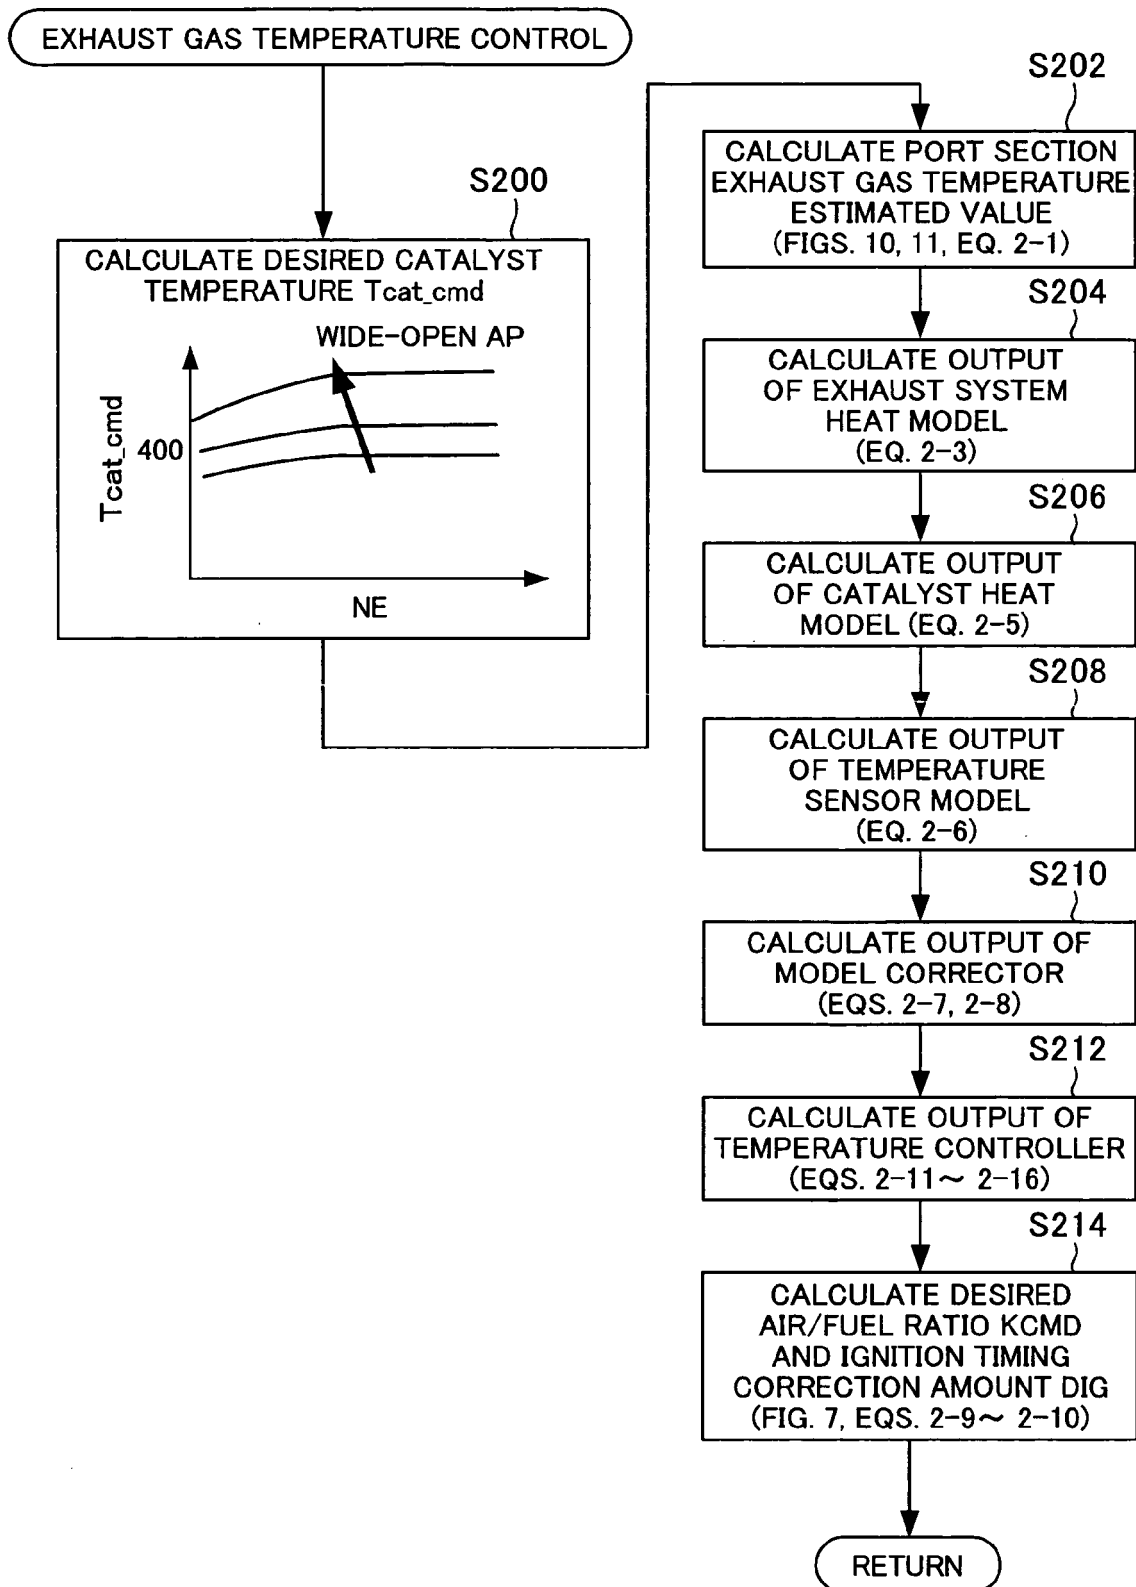 EXHAUST GAS TEMPERATURE CONTROL
S200
CALCULATE DESIRED CATALYST
TEMPERATURE Tcat_cmd
WIDE-OPEN AP
Tcat_cmd
400
NE
S202
CALCULATE PORT SECTION
EXHAUST GAS TEMPERATURE
ESTIMATED VALUE
(FIGS. 10, 11, EQ. 2-1)
S204
CALCULATE OUTPUT
OF EXHAUST SYSTEM
HEAT MODEL
(EQ. 2-3)
S206
CALCULATE OUTPUT
OF CATALYST HEAT
MODEL (EQ. 2-5)
S208
CALCULATE OUTPUT
OF TEMPERATURE
SENSOR MODEL
(EQ. 2-6)
S210
CALCULATE OUTPUT OF
MODEL CORRECTOR
(EQS. 2-7, 2-8)
S212
CALCULATE OUTPUT OF
TEMPERATURE CONTROLLER
(EQS. 2-11~ 2-16)
S214
CALCULATE DESIRED
AIR/FUEL RATIO KCMD
AND IGNITION TIMING
CORRECTION AMOUNT DIG
(FIG. 7, EQS. 2-9~ 2-10)
RETURN